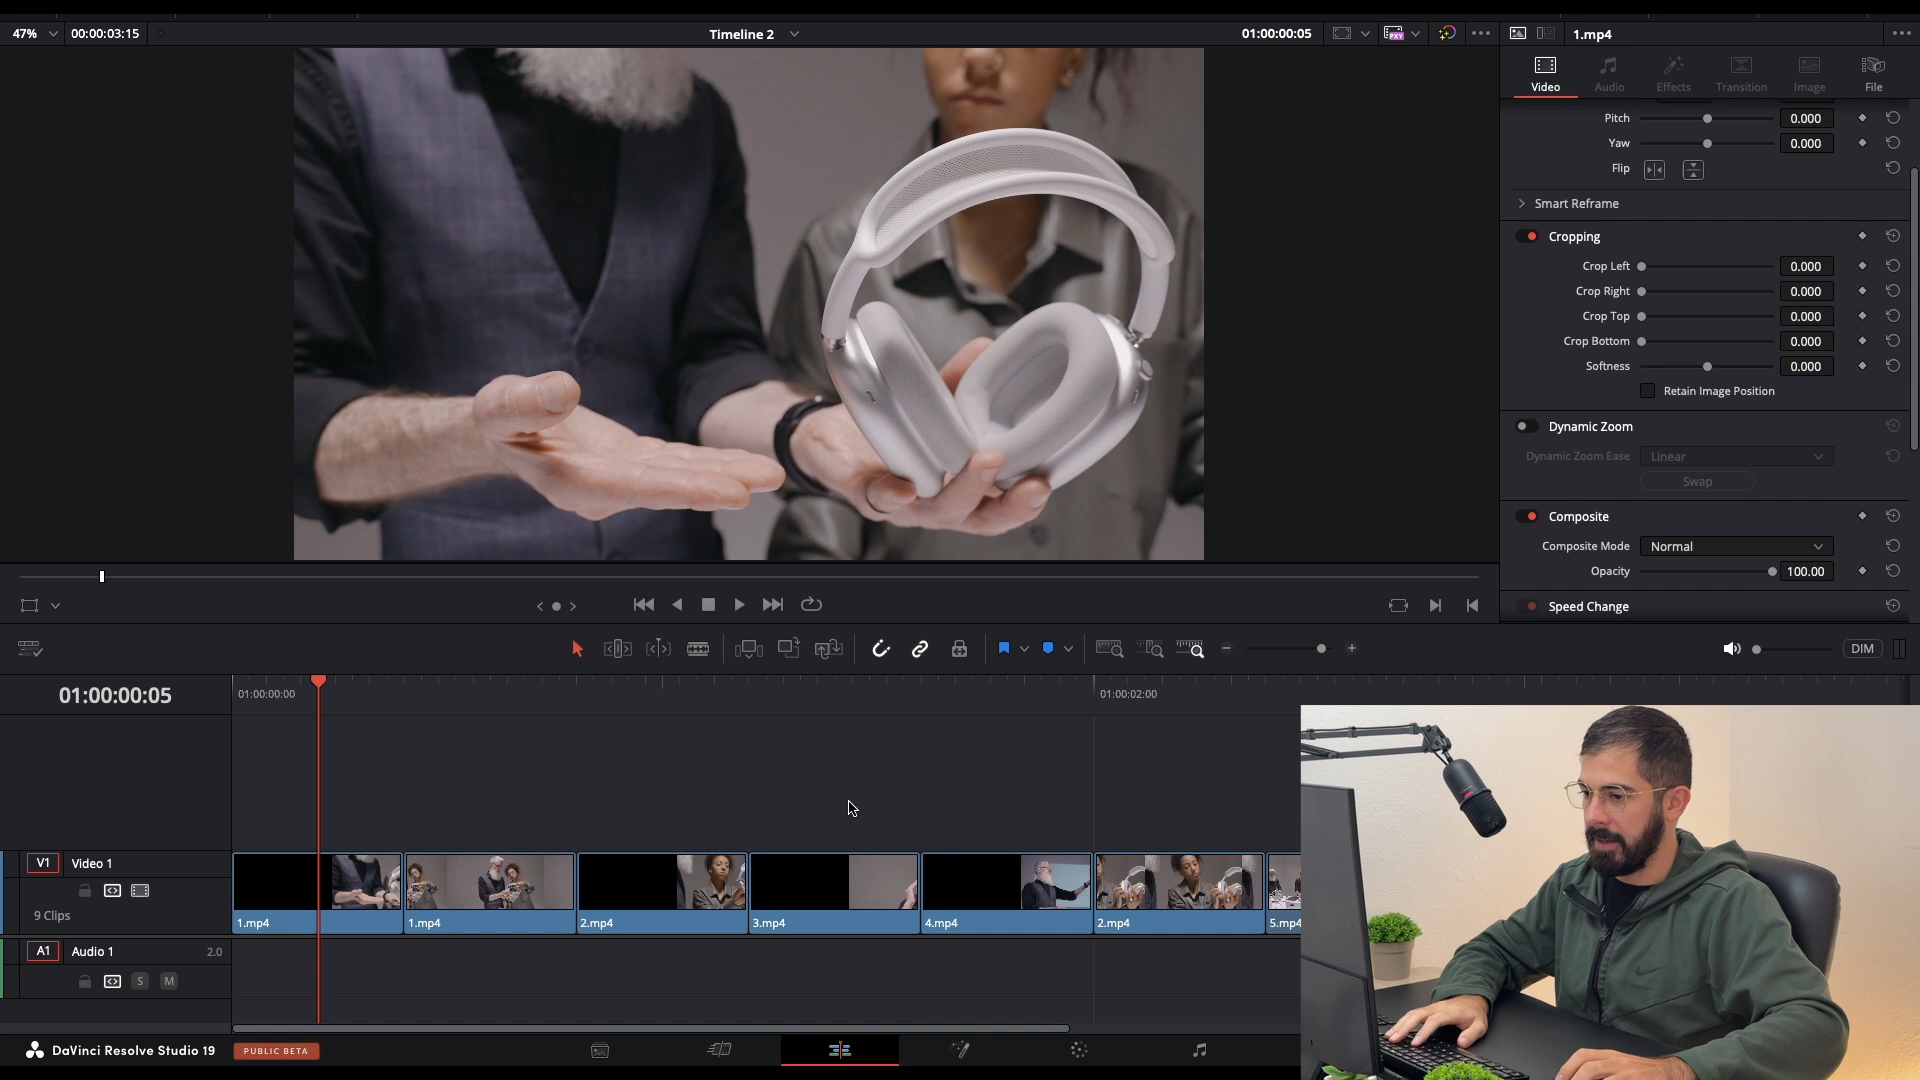 47% 00:00:03:15 Timeline 2 01:00:00:05 PXY 1.mp4
Video Audio Effects Transition Image File
Pitch 0.000
Yaw 0.000
Flip
Smart Reframe
Cropping
Crop Left 0.000
Crop Right 0.000
Crop Top 0.000
Crop Bottom 0.000
Softness 0.000
Retain Image Position
Dynamic Zoom
Dynamic Zoom Ease Linear
Swap
Composite
Composite Mode Normal
Opacity 100.00
Speed Change
DIM
01:00:00:05 01:00:00:00 01:00:02:00
V1 Video 1
9 Clips
1.mp4 1.mp4 2.mp4 3.mp4 4.mp4 2.mp4 5.mp4
A1 Audio 1 2.0
S M
DaVinci Resolve Studio 19 PUBLIC BETA